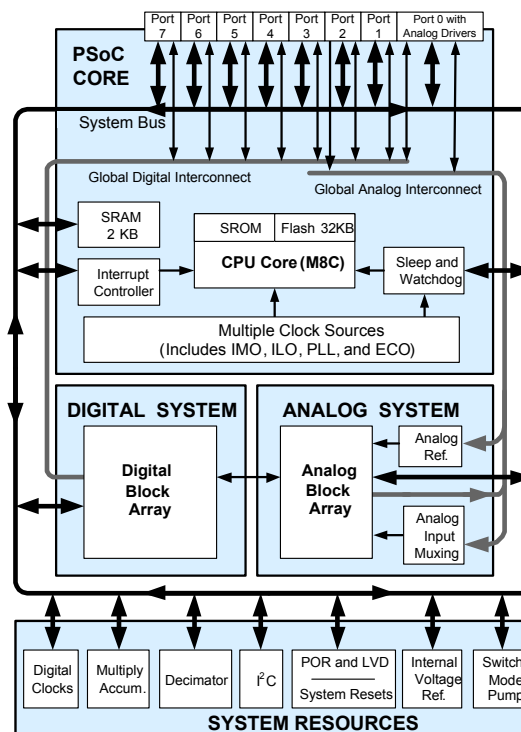 Port 7
Port 6
Port 5
Port 4
Port 3
Port 2
Port 1
Port 0 with
Analog Drivers
PSoC
CORE
System Bus
Global Digital Interconnect
Global Analog Interconnect
SRAM
2 KB
SROM
Flash 32KB
CPU Core (M8C)
Interrupt
Controller
Sleep and
Watchdog
Multiple Clock Sources
(Includes IMO, ILO, PLL, and ECO)
DIGITAL SYSTEM
Digital
Block
Array
ANALOG SYSTEM
Analog
Block
Array
Analog
Ref.
Analog
Input
Muxing
Digital
Clocks
Multiply
Accum.
Decimator
I²C
POR and LVD
System Resets
Internal
Voltage
Ref.
Switch
Mode
Pump
SYSTEM RESOURCES